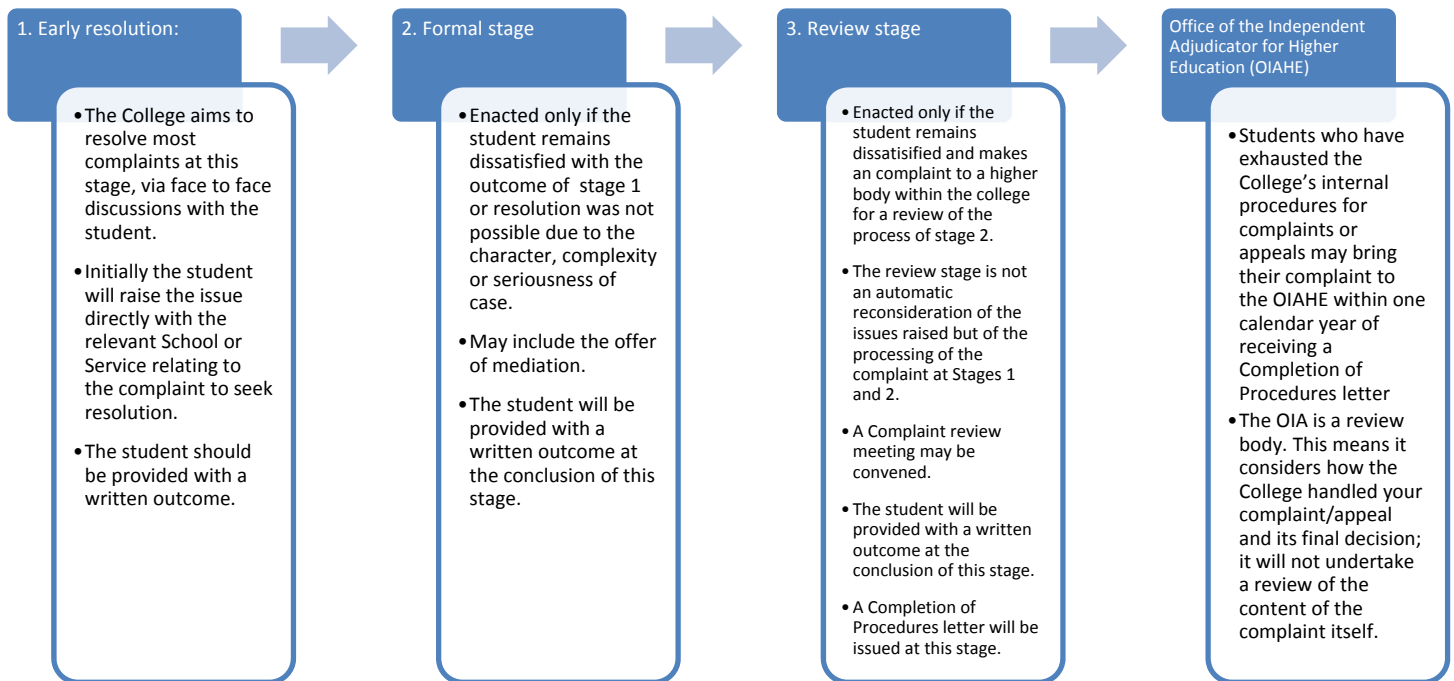 1. Early resolution:
•The College aims to
resolve most
complaints at this
stage, via face to face
discussions with the
student.
•Initially the student
will raise the issue
directly with the
relevant School or
Service relating to
the complaint to seek
resolution.
•The student should
be provided with a
written outcome.
2. Formal stage
•Enacted only if the
student remains
dissatisfied with the
outcome of stage 1
or resolution was not
possible due to the
character, complexity
or seriousness of
case.
•May include the offer
of mediation.
•The student will be
provided with a
written outcome at
the conclusion of this
stage.
3. Review stage
•Enacted only if the
student remains
dissatisified and makes
an complaint to a higher
body within the college
for a review of the
process of stage 2.
•The review stage is not
an automatic
reconsideration of the
issues raised but of the
processing of the
complaint at Stages 1
and 2.
•A Complaint review
meeting may be
convened.
•The student will be
provided with a written
outcome at the
conclusion of this stage.
•A Completion of
Procedures letter will be
issued at this stage.
Office of the Independent
Adjudicator for Higher
Education (OIAHE)
•Students who have
exhausted the
College’s internal
procedures for
complaints or
appeals may bring
their complaint to
the OIAHE within one
calendar year of
receiving a
Completion of
Procedures letter
•The OIA is a review
body. This means it
considers how the
College handled your
complaint/appeal
and its final decision;
it will not undertake
a review of the
content of the
complaint itself.